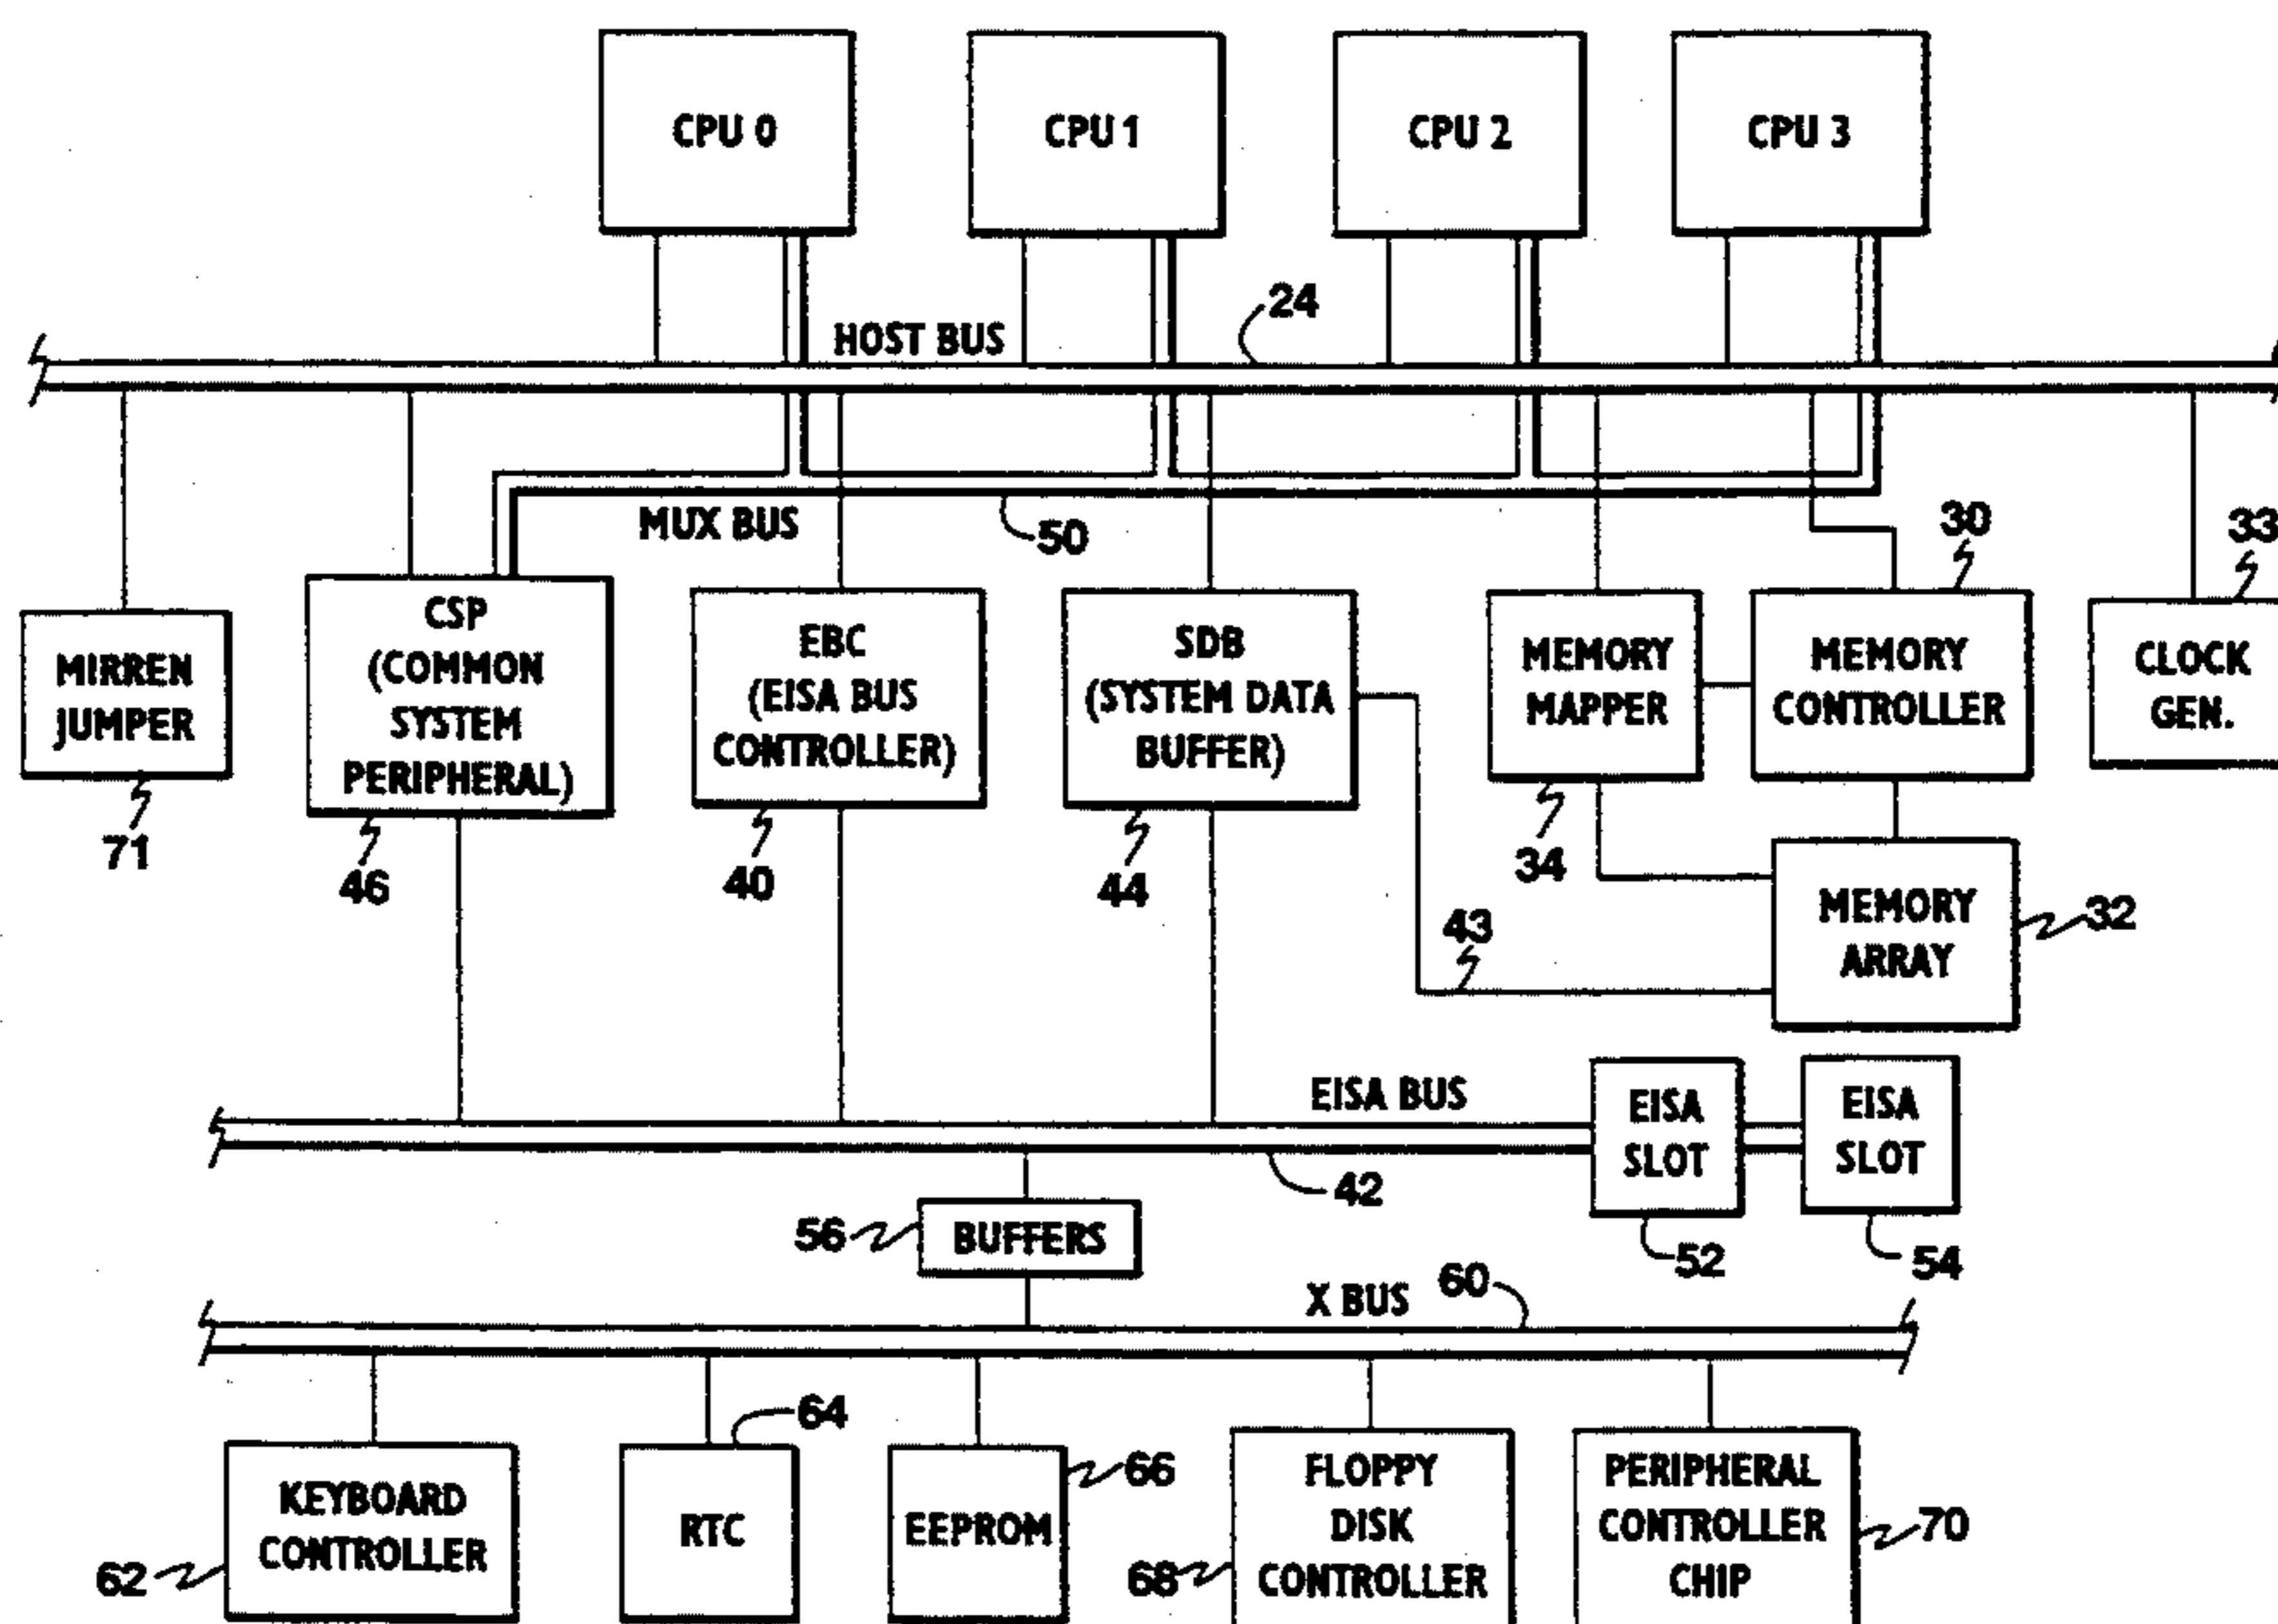 CPU 0
CPU 1
CPU 2
CPU 3
HOST BUS
24
MUX BUS
50
30
33
MIRREN
JUMPER
71
CSP
(COMMON
SYSTEM
PERIPHERAL)
46
EBC
(EISA BUS
CONTROLLER)
40
SDB
(SYSTEM DATA
BUFFER)
44
MEMORY
MAPPER
34
MEMORY
CONTROLLER
CLOCK
GEN.
43
MEMORY
ARRAY
32
EISA BUS
42
EISA
SLOT
52
EISA
SLOT
54
56
BUFFERS
X BUS
60
KEYBOARD
CONTROLLER
62
RTC
64
EEPROM
66
FLOPPY
DISK
CONTROLLER
68
PERIPHERAL
CONTROLLER
CHIP
70